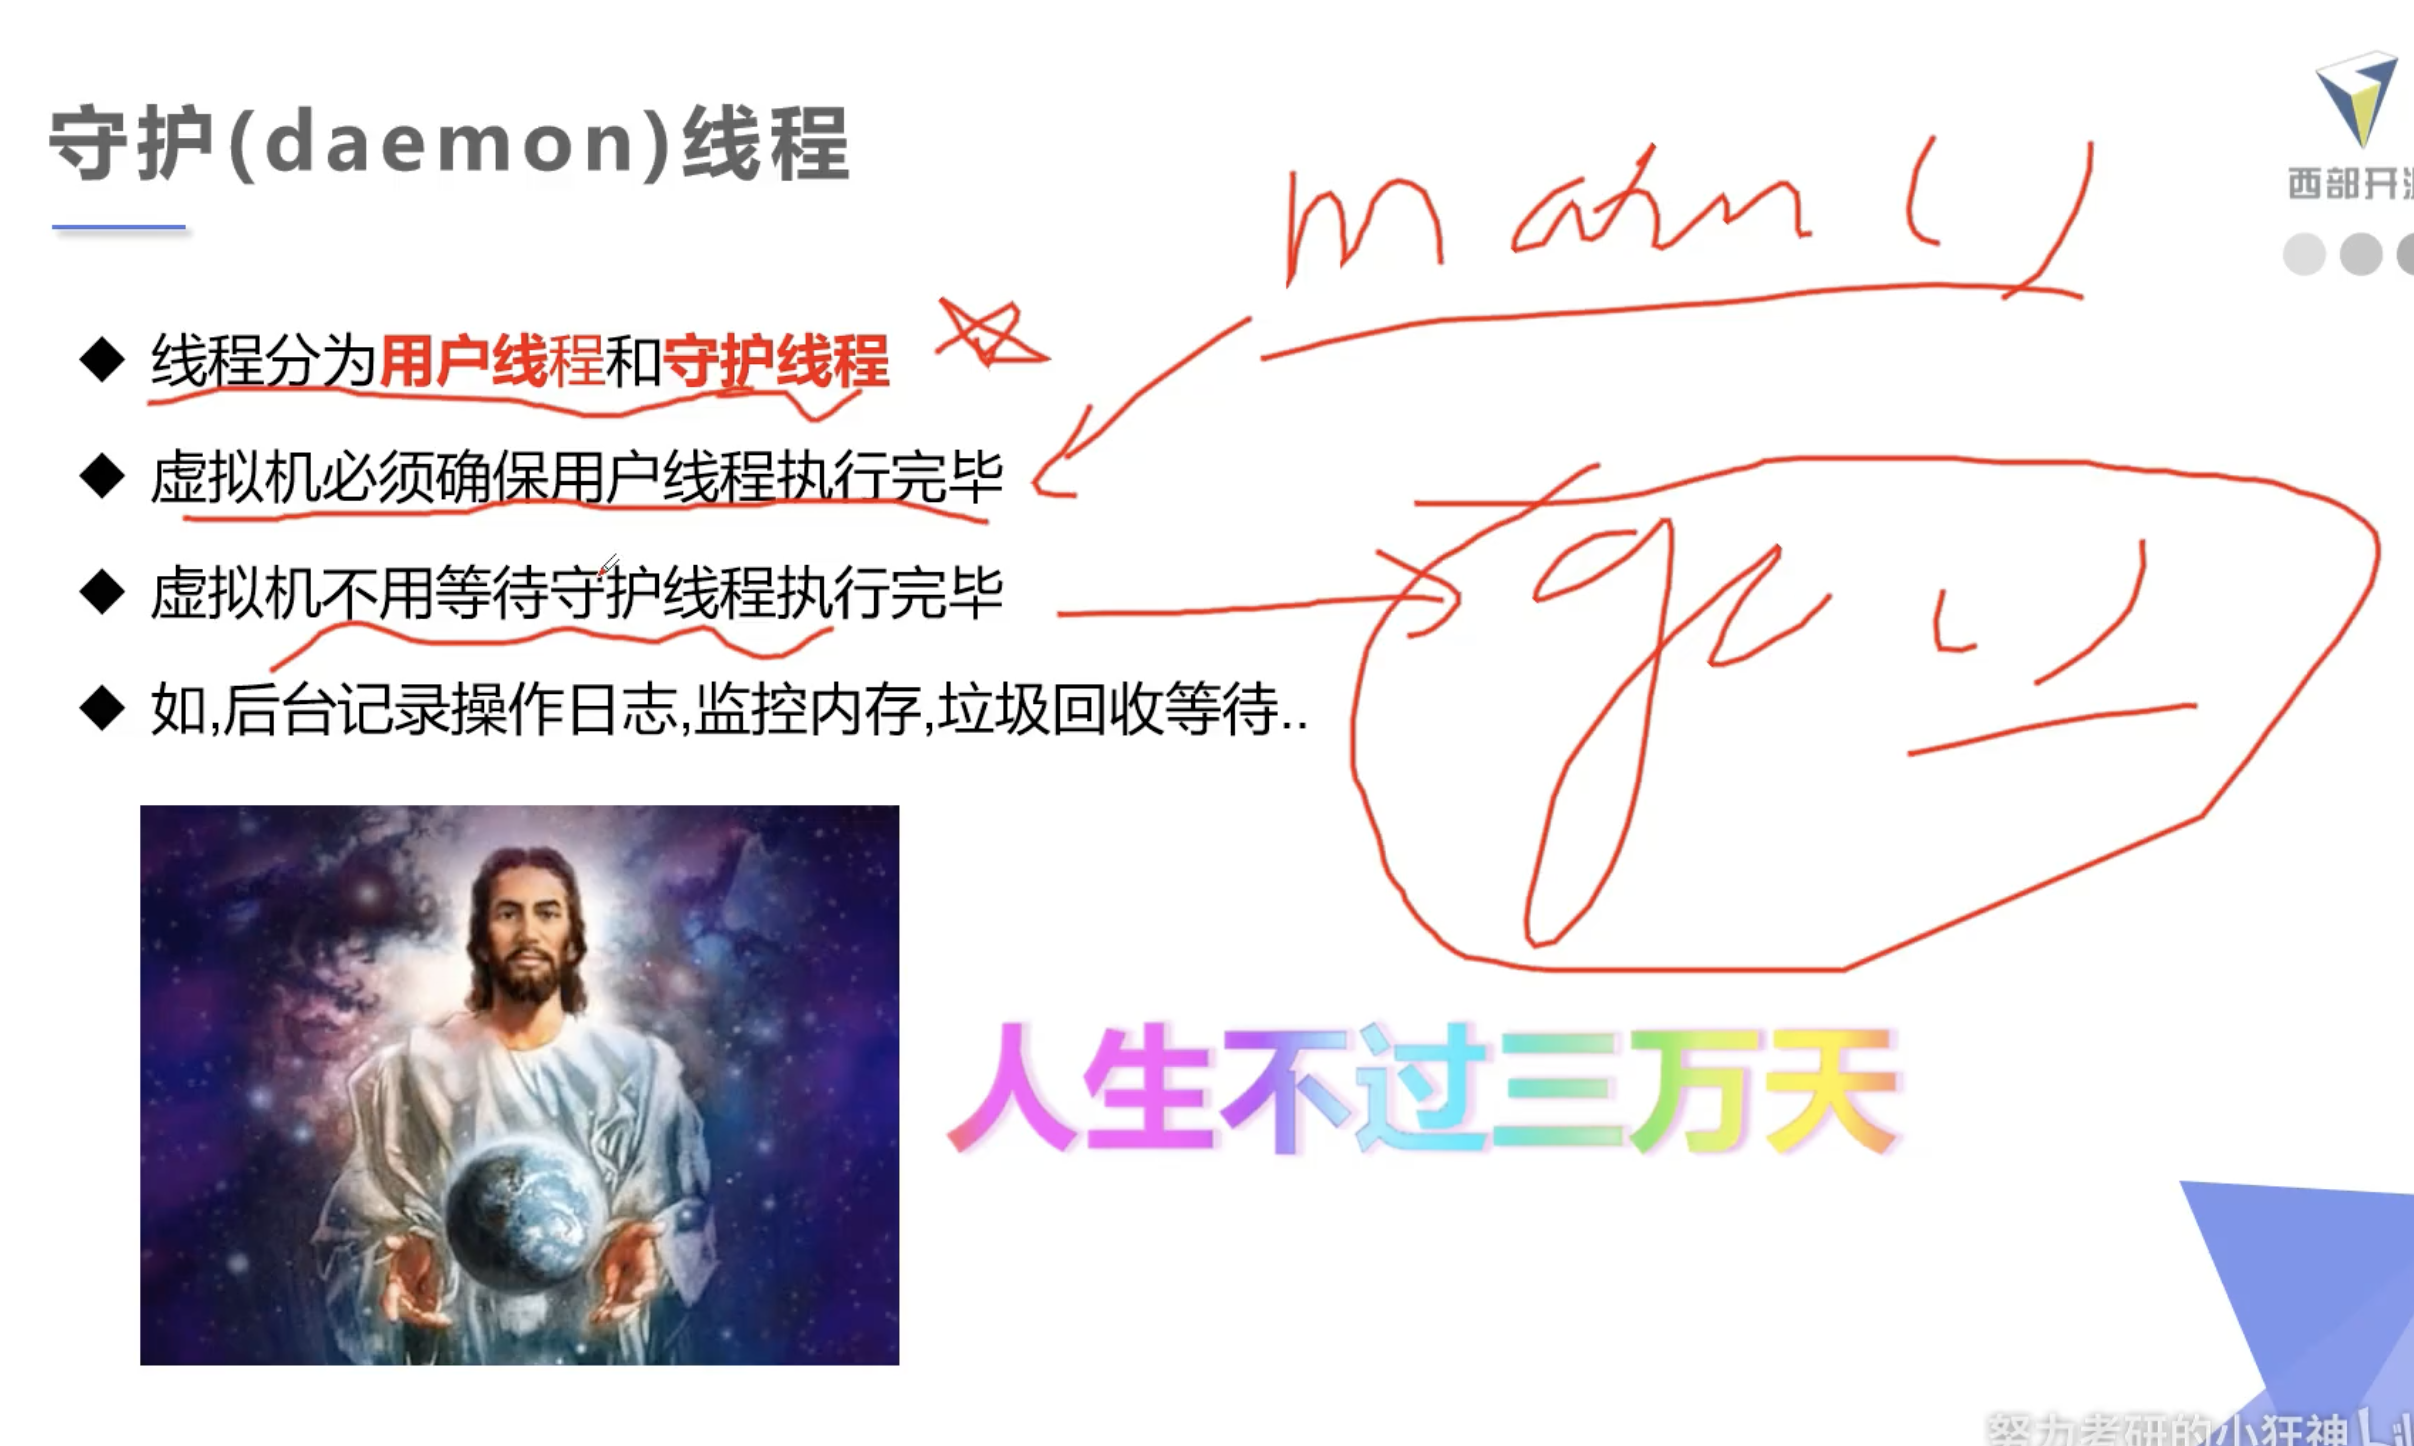 守护(daemon)线程
main()
西部开
线程分为用户线程和守护线程
虚拟机必须确保用户线程执行完毕
虚拟机不用等待守护线程执行完毕
gc()
如,后台记录操作日志,监控内存,垃圾回收等待..
人生不过三万天
努力考研的小狂神